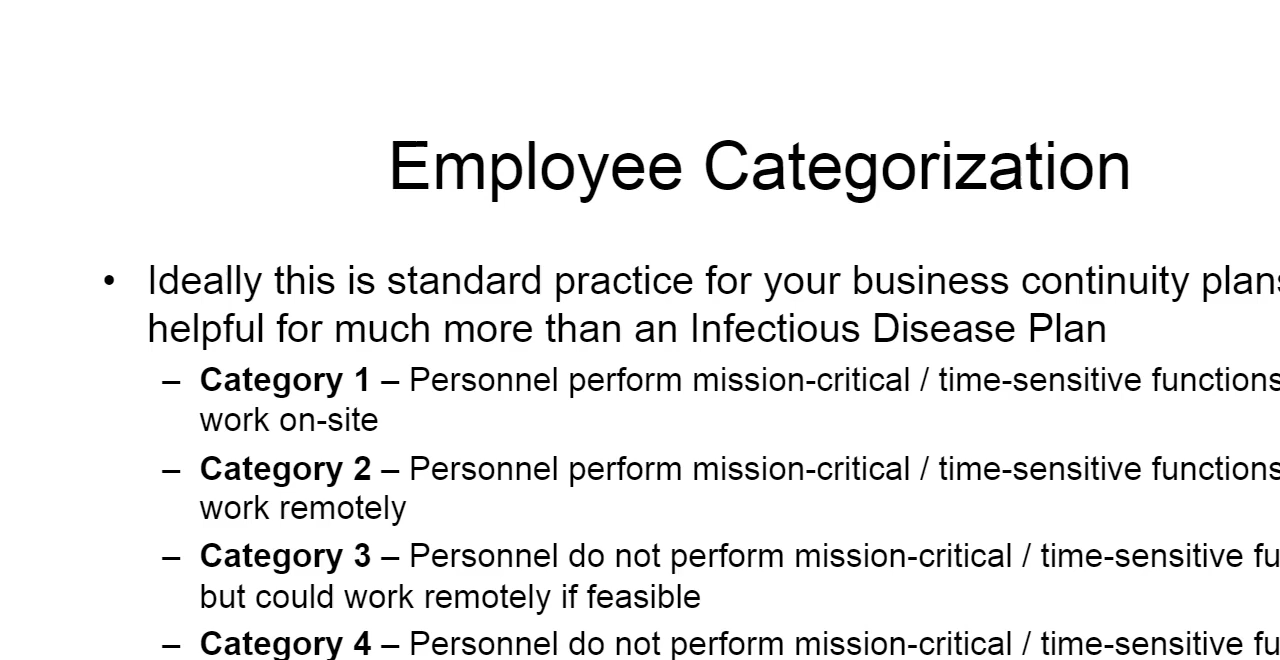 Employee Categorization
• Ideally this is standard practice for your business continuity plans
helpful for much more than an Infectious Disease Plan
– Category 1 – Personnel perform mission-critical / time-sensitive functions
work on-site
– Category 2 – Personnel perform mission-critical / time-sensitive functions
work remotely
– Category 3 – Personnel do not perform mission-critical / time-sensitive fu
but could work remotely if feasible
– Category 4 – Personnel do not perform mission-critical / time-sensitive fu